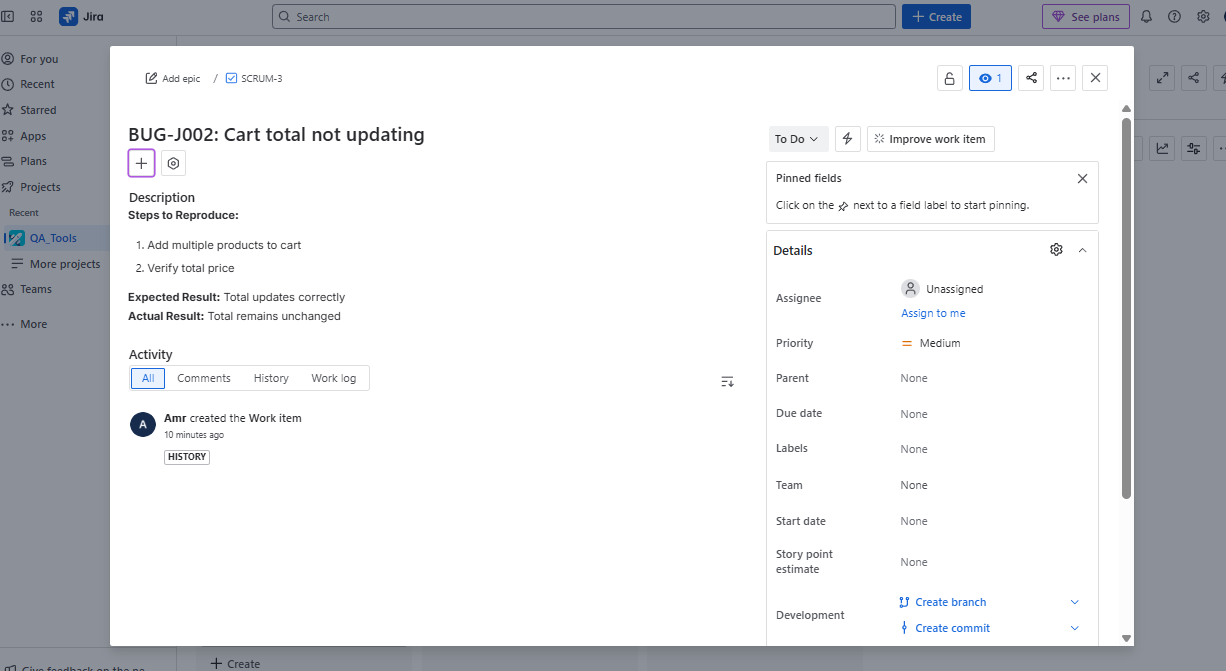 Jira
Search
Create
See plans
For you
Recent
Starred
Apps
Plans
Projects
Recent
QA_Tools
More projects
Teams
More
Add epic / SCRUM-3
1
BUG-J002: Cart total not updating
Description
Steps to Reproduce:
1. Add multiple products to cart
2. Verify total price
Expected Result: Total updates correctly
Actual Result: Total remains unchanged
Activity
All Comments History Work log
A
Amr created the Work item
10 minutes ago
HISTORY
To Do
Improve work item
Pinned fields
Click on the next to a field label to start pinning.
Details
Assignee Unassigned
Assign to me
Priority Medium
Parent None
Due date None
Labels None
Team None
Start date None
Story point estimate None
Development Create branch
Create commit
Give feedback on the
Create